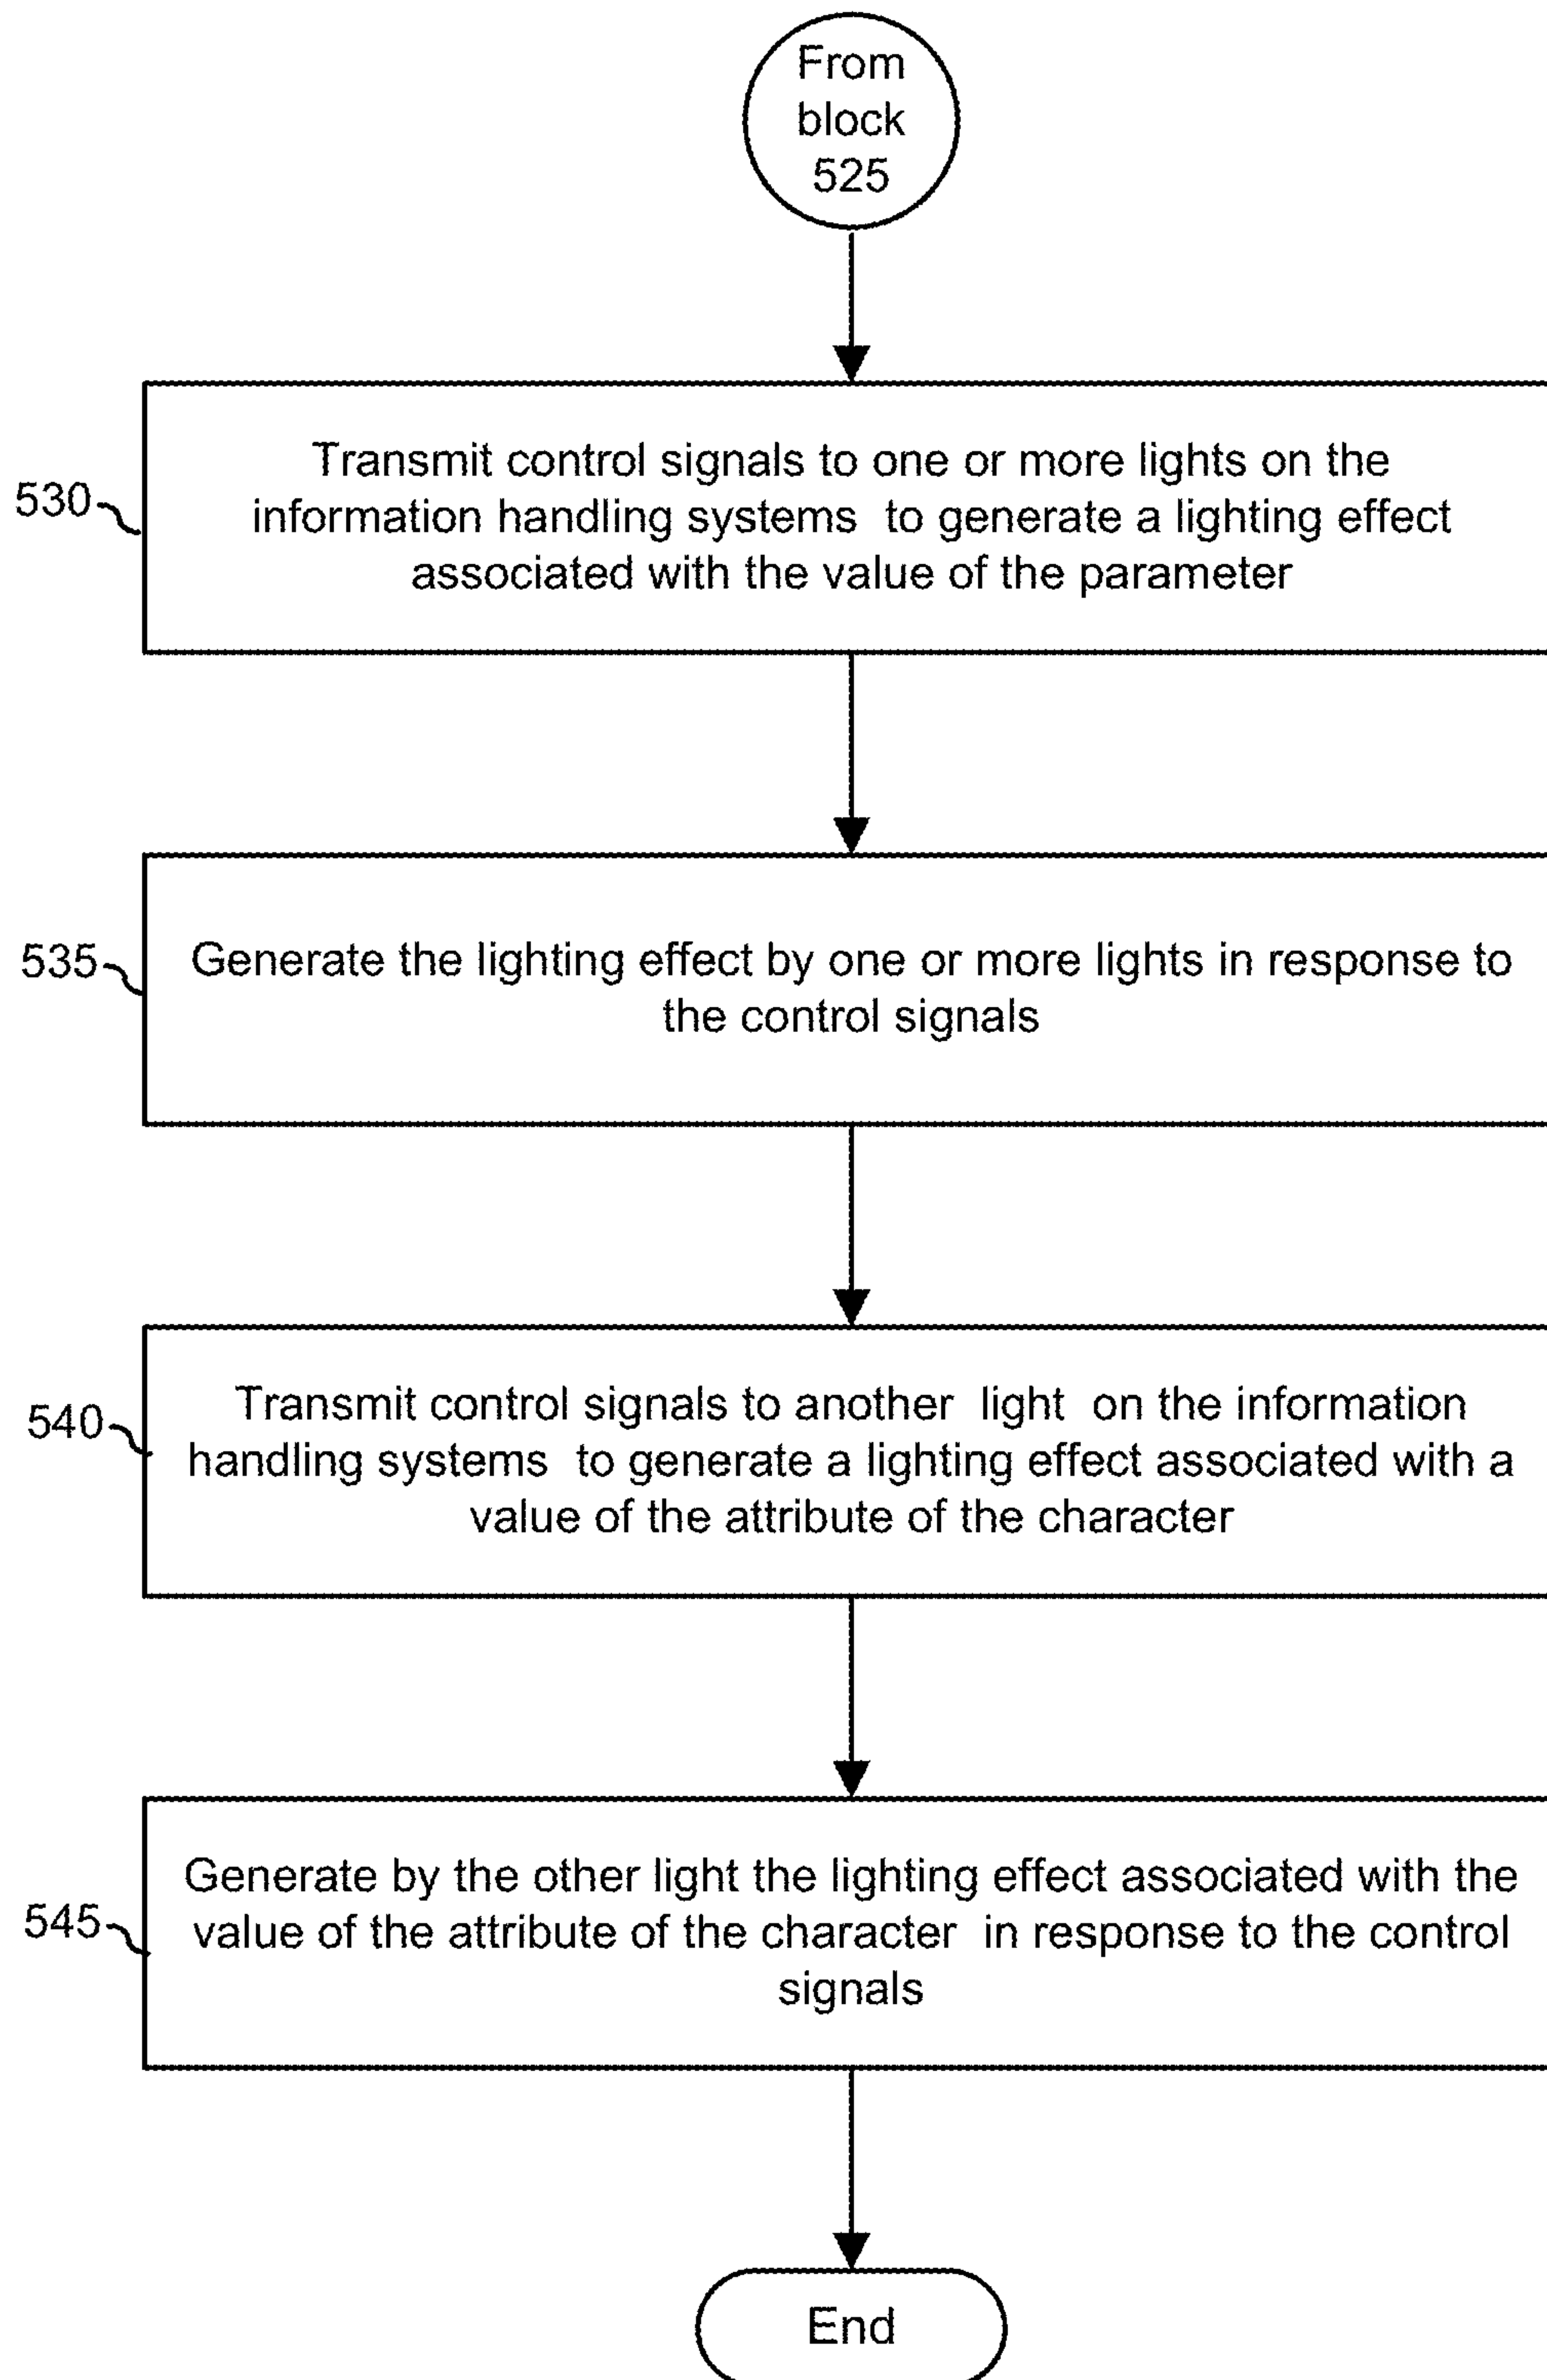 From
block
525
530
Transmit control signals to one or more lights on the
information handling systems to generate a lighting effect
associated with the value of the parameter
535
Generate the lighting effect by one or more lights in response to
the control signals
540
Transmit control signals to another light on the information
handling systems to generate a lighting effect associated with a
value of the attribute of the character
545
Generate by the other light the lighting effect associated with the
value of the attribute of the character in response to the control
signals
End